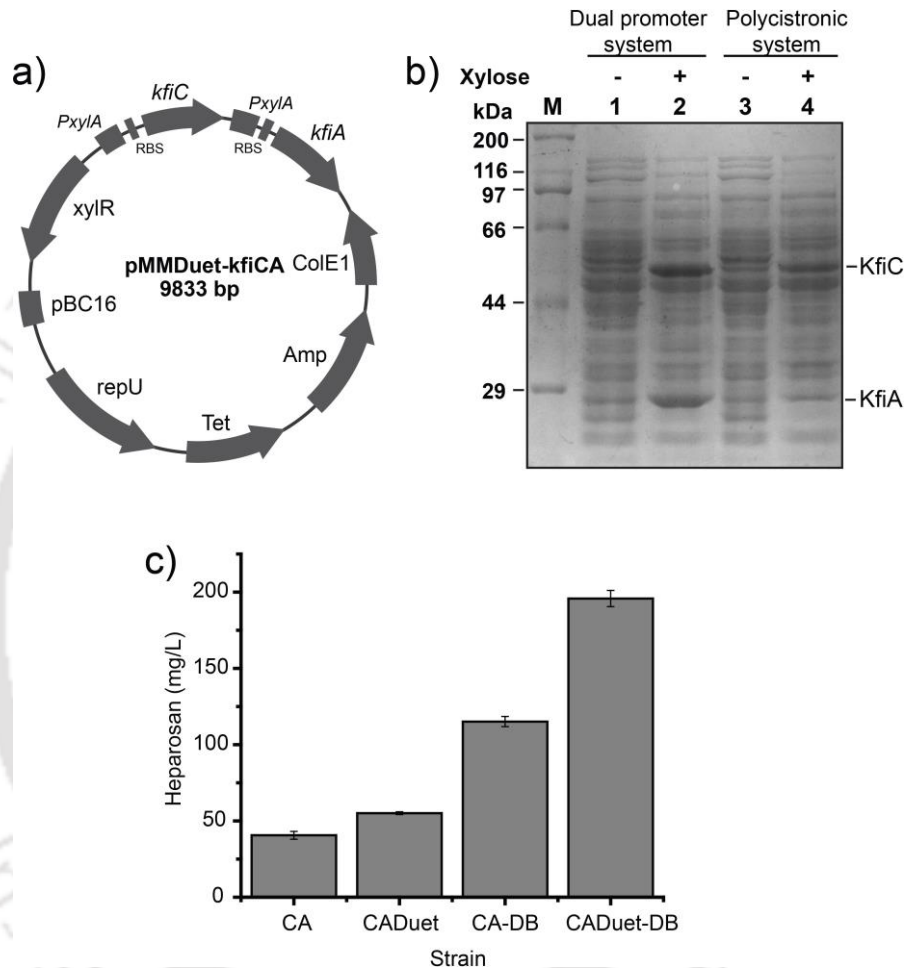 a)
PxylA
kfiC
PxylA
RBS
RBS
kfiA
xylR
pMMDuet-kfiCA
9833 bp
ColE1
pBC16
Amp
repU
Tet
b)
Dual promoter
system
Polycistronic
system
Xylose - + - +
kDa M 1 2 3 4
200
116
97
66
KfiC
44
29
KfiA
c)
Heparosan (mg/L)
200
150
100
50
0
CA CADuet CA-DB CADuet-DB
Strain